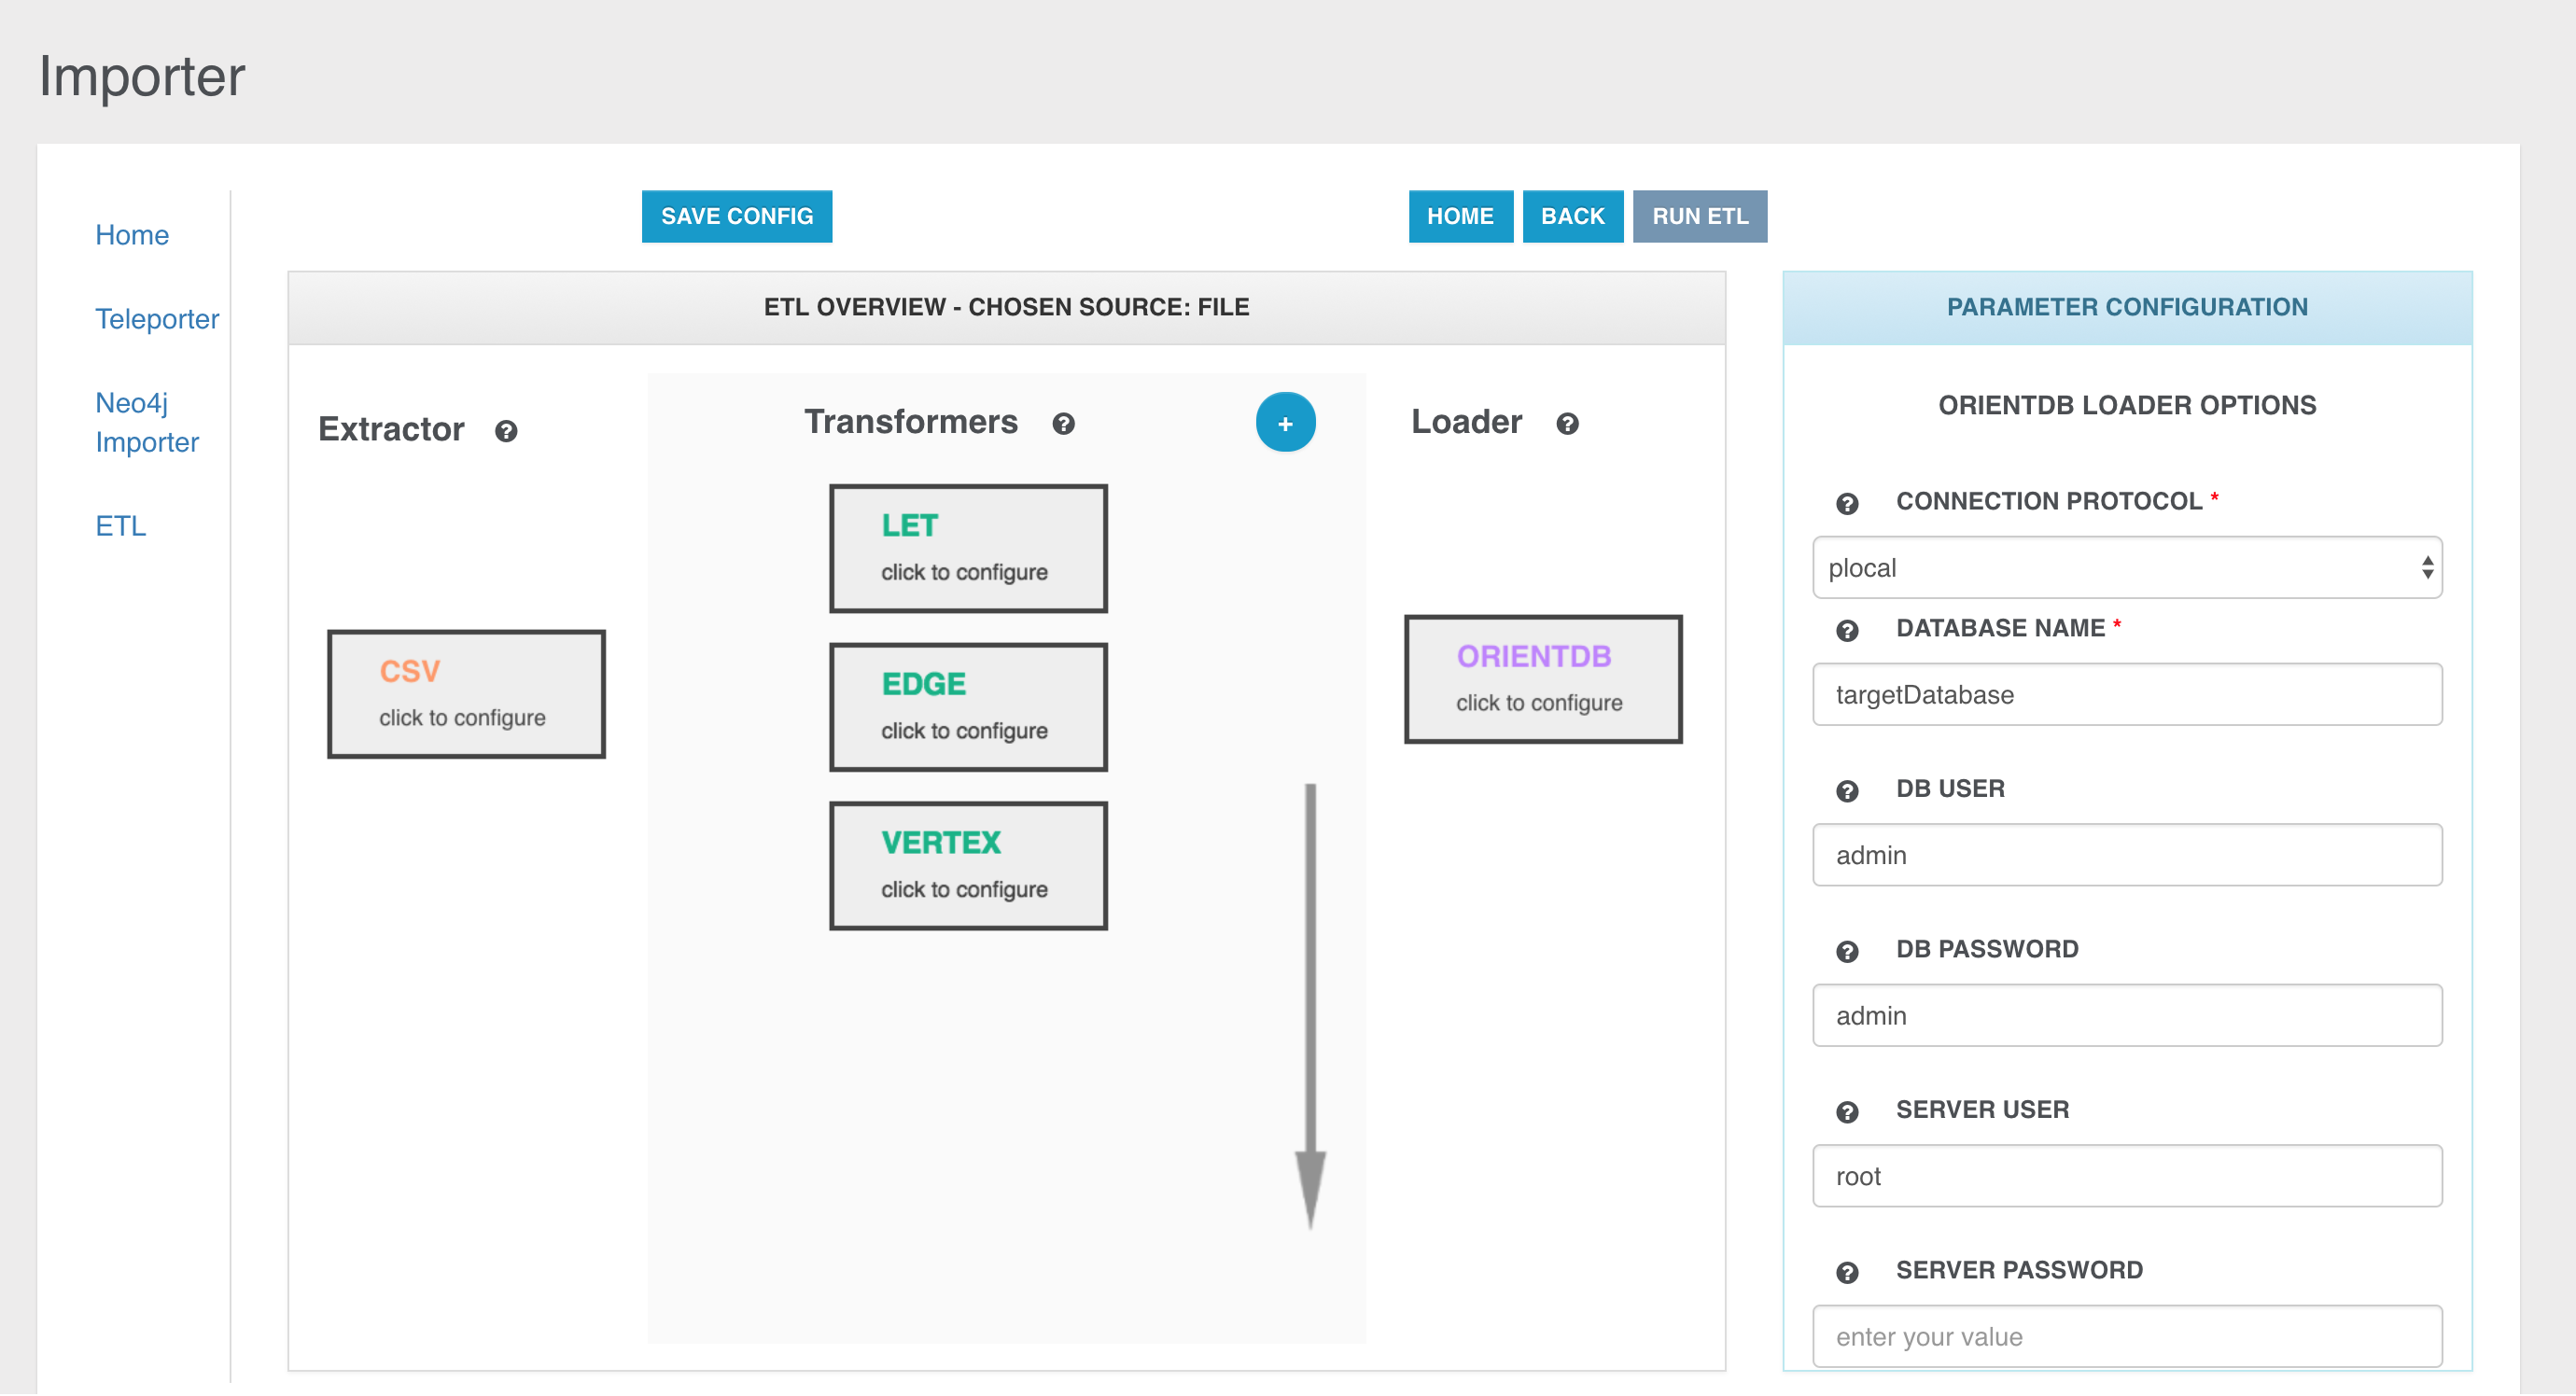 Importer
Home
Teleporter
Neo4j
Importer
ETL
SAVE CONFIG
HOME
BACK
RUN ETL
ETL OVERVIEW - CHOSEN SOURCE: FILE
Extractor ?
CSV
click to configure
Transformers ?
+
LET
click to configure
EDGE
click to configure
VERTEX
click to configure
Loader ?
ORIENTDB
click to configure
PARAMETER CONFIGURATION
ORIENTDB LOADER OPTIONS
? CONNECTION PROTOCOL *
plocal
? DATABASE NAME *
targetDatabase
? DB USER
admin
? DB PASSWORD
admin
? SERVER USER
root
? SERVER PASSWORD
enter your value